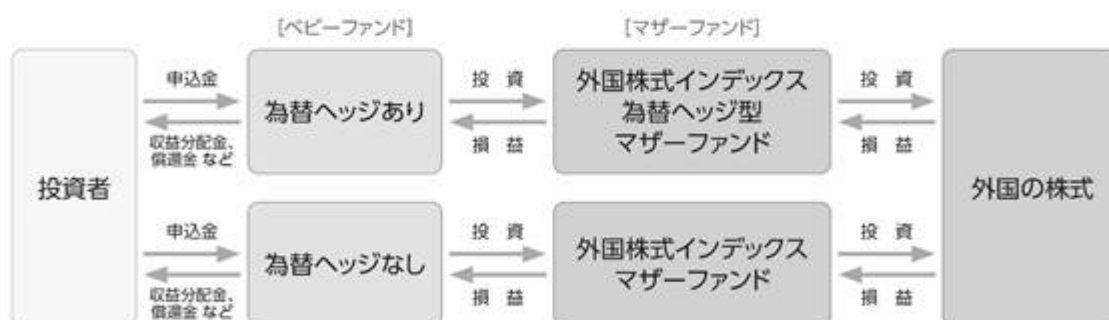 [ベビーファンド]
[マザーファンド]
投資者
申込金
収益分配金、
償還金 など
為替ヘッジあり
投 資
損 益
外国株式インデックス
為替ヘッジ型
マザーファンド
投 資
損 益
外国の株式
申込金
収益分配金、
償還金 など
為替ヘッジなし
投 資
損 益
外国株式インデックス
マザーファンド
投 資
損 益